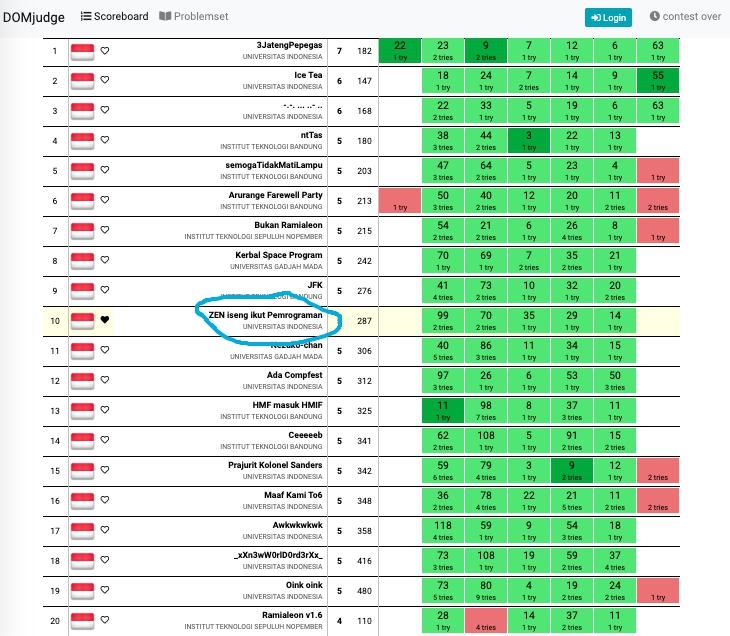 DOMjudge Scoreboard Problemset Login contest over
1 3JatengPepegas 7 182 22 23 9 7 12 6 63
UNIVERSITAS INDONESIA 1 try 2 tries 2 tries 1 try 1 try 1 try 1 try
2 Ice Tea 6 147 18 24 7 14 9 55
UNIVERSITAS INDONESIA 1 try 1 try 2 tries 1 try 1 try 1 try
3 -.-. ... ..- .. 6 168 22 33 5 19 6 63
UNIVERSITAS INDONESIA 2 tries 1 try 1 try 1 try 1 try 1 try
4 ntTas 5 180 38 44 3 22 13
INSTITUT TEKNOLOGI BANDUNG 3 tries 2 tries 1 try 1 try 1 try
5 semogaTidakMatiLampu 5 203 47 64 5 23 4
INSTITUT TEKNOLOGI BANDUNG 3 tries 2 tries 1 try 1 try 1 try 1 try
6 Arurange Farewell Party 5 213 50 40 12 20 11
INSTITUT TEKNOLOGI BANDUNG 1 try 3 tries 2 tries 1 try 1 try 2 tries 2 tries
7 Bukan Ramialeon 5 215 54 21 6 26 8
INSTITUT TEKNOLOGI SEPULUH NOPEMBER 2 tries 2 tries 1 try 4 tries 1 try 1 try
8 Kerbal Space Program 5 242 70 69 7 35 21
UNIVERSITAS GADJAH MADA 1 try 1 try 2 tries 2 tries 1 try
9 JFK 5 276 41 73 10 32 20
INSTITUT TEKNOLOGI BANDUNG 4 tries 2 tries 1 try 1 try 2 tries
10 ZEN iseng ikut Pemrograman 287 99 70 35 29 14
UNIVERSITAS INDONESIA 2 tries 2 tries 1 try 1 try 1 try
11 Nezuko-chan 5 306 40 86 11 34 15
UNIVERSITAS GADJAH MADA 5 tries 3 tries 1 try 1 try 1 try
12 Ada Compfest 5 312 97 26 6 53 50
UNIVERSITAS INDONESIA 3 tries 1 try 1 try 1 try 3 tries
13 HMF masuk HMIF 5 325 11 98 8 37 11
INSTITUT TEKNOLOGI BANDUNG 1 try 7 tries 1 try 3 tries 1 try
14 Ceeeeeb 5 341 62 108 5 91 15
INSTITUT TEKNOLOGI BANDUNG 2 tries 1 try 1 try 2 tries 2 tries
15 Prajurit Kolonel Sanders 5 342 59 79 3 9 12
UNIVERSITAS INDONESIA 6 tries 4 tries 1 try 2 tries 1 try 2 tries
16 Maaf Kami To6 5 348 36 78 22 21 11
UNIVERSITAS INDONESIA 2 tries 4 tries 1 try 5 tries 2 tries 2 tries
17 Awkwkwkwk 5 358 118 59 9 54 18
UNIVERSITAS INDONESIA 4 tries 1 try 1 try 3 tries 1 try
18 _xXn3wW0rlD0rd3rXx_ 5 416 73 108 19 59 37
UNIVERSITAS INDONESIA 3 tries 1 try 1 try 2 tries 4 tries
19 Oink oink 5 480 73 80 4 19 24
UNIVERSITAS INDONESIA 5 tries 9 tries 1 try 2 tries 2 tries 1 try
20 Ramialeon v1.6 4 110 28 14 37 11
INSTITUT TEKNOLOGI SEPULUH NOPEMBER 1 try 4 tries 1 try 2 tries 1 try